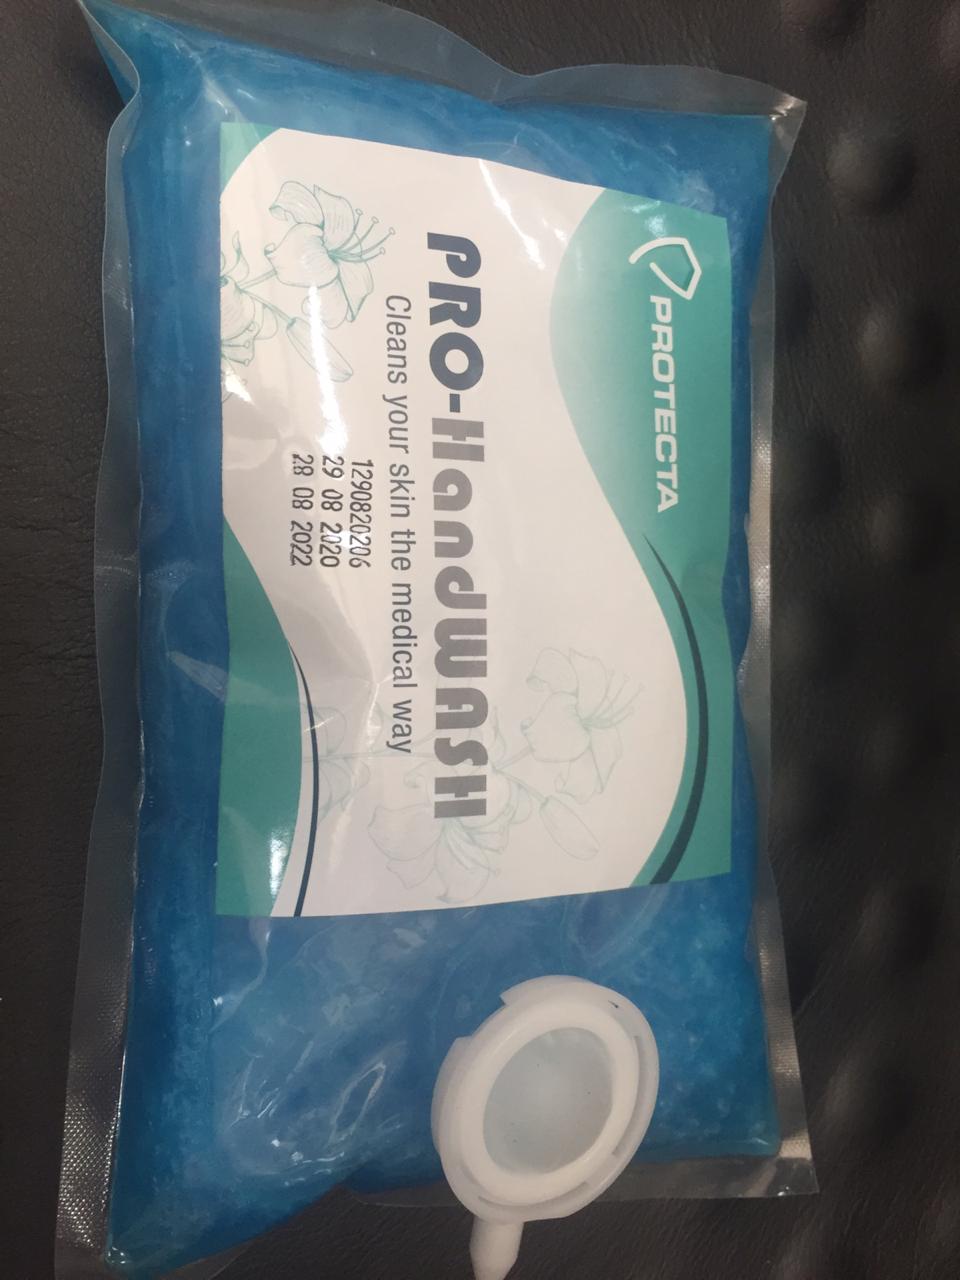 PROTECTA
PRO-HandWASH
Cleans your skin the medical way
1290820206
29 08 2020
28 08 2022